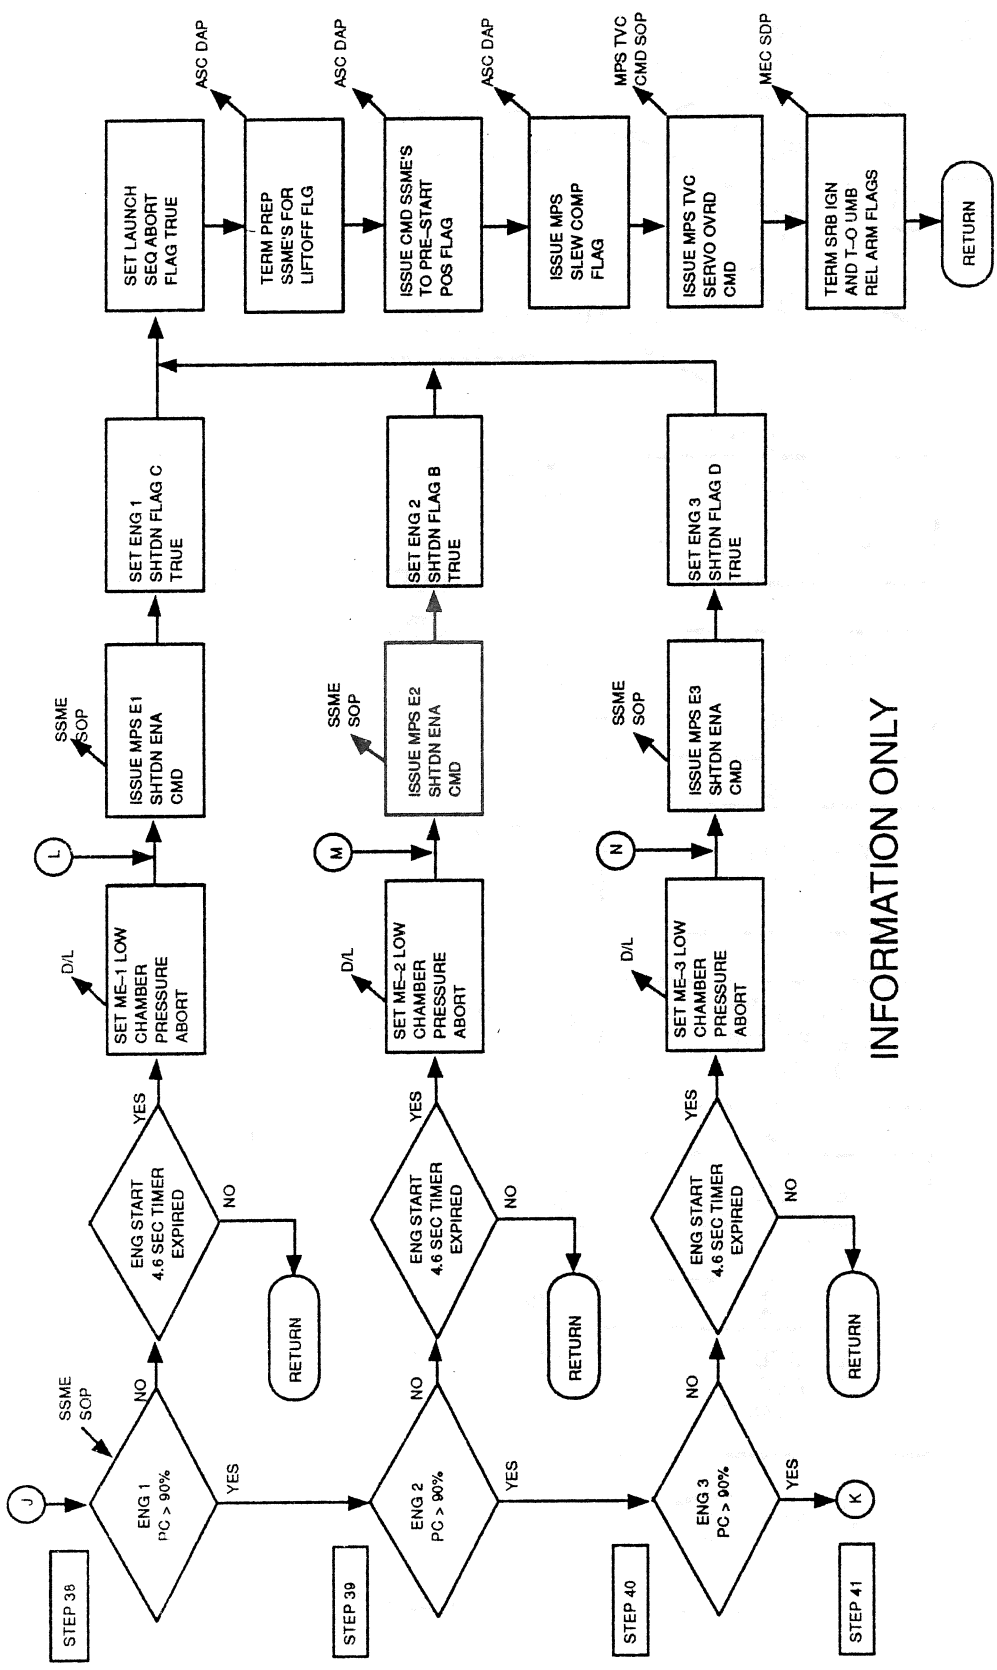 STEP 38
J
ENG 1
PC > 90%
SSME
SOP
NO
YES
ENG START
4.6 SEC TIMER
EXPIRED
YES
NO
RETURN
SET ME–1 LOW
CHAMBER
PRESSURE
ABORT
D/L
L
ISSUE MPS E1
SHTDN ENA
CMD
SSME
SOP
SET ENG 1
SHTDN FLAG C
TRUE
STEP 39
ENG 2
PC > 90%
NO
YES
ENG START
4.6 SEC TIMER
EXPIRED
YES
NO
RETURN
SET ME–2 LOW
CHAMBER
PRESSURE
ABORT
D/L
M
ISSUE MPS E2
SHTDN ENA
CMD
SSME
SOP
SET ENG 2
SHTDN FLAG B
TRUE
STEP 40
ENG 3
PC > 90%
NO
YES
ENG START
4.6 SEC TIMER
EXPIRED
YES
NO
RETURN
SET ME–3 LOW
CHAMBER
PRESSURE
ABORT
D/L
N
ISSUE MPS E3
SHTDN ENA
CMD
SSME
SOP
SET ENG 3
SHTDN FLAG D
TRUE
STEP 41
K
SET LAUNCH
SEQ ABORT
FLAG TRUE
TERM PREP
SSME'S FOR
LIFTOFF FLG
ASC DAP
ISSUE CMD SSME'S
TO PRE–START
POS FLAG
ASC DAP
ISSUE MPS
SLEW COMP
FLAG
ASC DAP
ISSUE MPS TVC
SERVO OVRD
CMD
MPS TVC
CMD SOP
TERM SRB IGN
AND T–O UMB
REL ARM FLAGS
MEC SDP
RETURN
INFORMATION ONLY